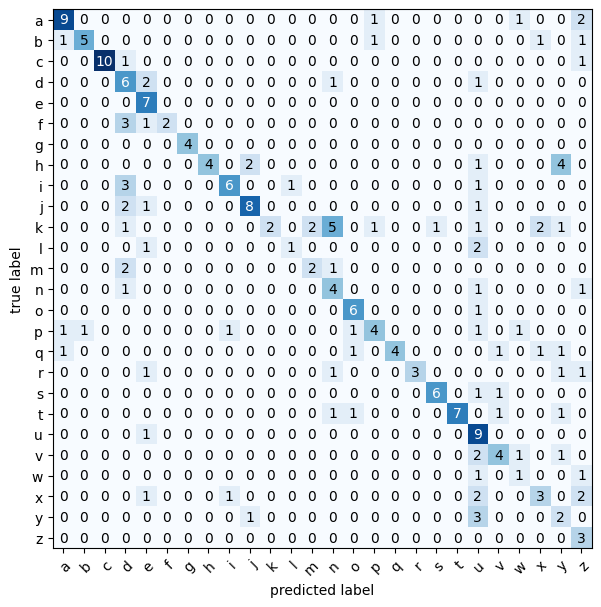 true label
a 9 0 0 0 0 0 0 0 0 0 0 0 0 0 0 1 0 0 0 0 0 0 1 0 0 2
b 1 5 0 0 0 0 0 0 0 0 0 0 0 0 0 1 0 0 0 0 0 0 0 1 0 1
c 0 0 10 1 0 0 0 0 0 0 0 0 0 0 0 0 0 0 0 0 0 0 0 0 0 1
d 0 0 0 6 2 0 0 0 0 0 0 0 0 1 0 0 0 0 0 0 1 0 0 0 0 0
e 0 0 0 0 7 0 0 0 0 0 0 0 0 0 0 0 0 0 0 0 0 0 0 0 0 0
f 0 0 0 3 1 2 0 0 0 0 0 0 0 0 0 0 0 0 0 0 0 0 0 0 0 0
g 0 0 0 0 0 0 4 0 0 0 0 0 0 0 0 0 0 0 0 0 0 0 0 0 0 0
h 0 0 0 0 0 0 0 4 0 2 0 0 0 0 0 0 0 0 0 0 1 0 0 0 4 0
i 0 0 0 3 0 0 0 0 6 0 0 1 0 0 0 0 0 0 0 0 1 0 0 0 0 0
j 0 0 0 2 1 0 0 0 0 8 0 0 0 0 0 0 0 0 0 0 1 0 0 0 0 0
k 0 0 0 1 0 0 0 0 0 0 2 0 2 5 0 1 0 0 1 0 1 0 0 2 1 0
l 0 0 0 0 1 0 0 0 0 0 0 1 0 0 0 0 0 0 0 0 2 0 0 0 0 0
m 0 0 0 2 0 0 0 0 0 0 0 0 2 1 0 0 0 0 0 0 0 0 0 0 0 0
n 0 0 0 1 0 0 0 0 0 0 0 0 0 4 0 0 0 0 0 0 1 0 0 0 0 1
o 0 0 0 0 0 0 0 0 0 0 0 0 0 0 6 0 0 0 0 0 1 0 0 0 0 0
p 1 1 0 0 0 0 0 0 1 0 0 0 0 0 1 4 0 0 0 0 1 0 1 0 0 0
q 1 0 0 0 0 0 0 0 0 0 0 0 0 0 1 0 4 0 0 0 0 1 0 1 1 0
r 0 0 0 0 1 0 0 0 0 0 0 0 0 1 0 0 0 3 0 0 0 0 0 0 1 1
s 0 0 0 0 0 0 0 0 0 0 0 0 0 0 0 0 0 0 6 0 1 1 0 0 0 0
t 0 0 0 0 0 0 0 0 0 0 0 0 0 1 1 0 0 0 0 7 0 1 0 0 1 0
u 0 0 0 0 1 0 0 0 0 0 0 0 0 0 0 0 0 0 0 0 9 0 0 0 0 0
v 0 0 0 0 0 0 0 0 0 0 0 0 0 0 0 0 0 0 0 0 2 4 1 0 1 0
w 0 0 0 0 0 0 0 0 0 0 0 0 0 0 0 0 0 0 0 0 1 0 1 0 0 1
x 0 0 0 0 1 0 0 0 1 0 0 0 0 0 0 0 0 0 0 0 2 0 0 3 0 2
y 0 0 0 0 0 0 0 0 0 1 0 0 0 0 0 0 0 0 0 0 3 0 0 0 2 0
z 0 0 0 0 0 0 0 0 0 0 0 0 0 0 0 0 0 0 0 0 0 0 0 0 0 3
a b c d e f g h i j k l m n o p q r s t u v w x y z
predicted label